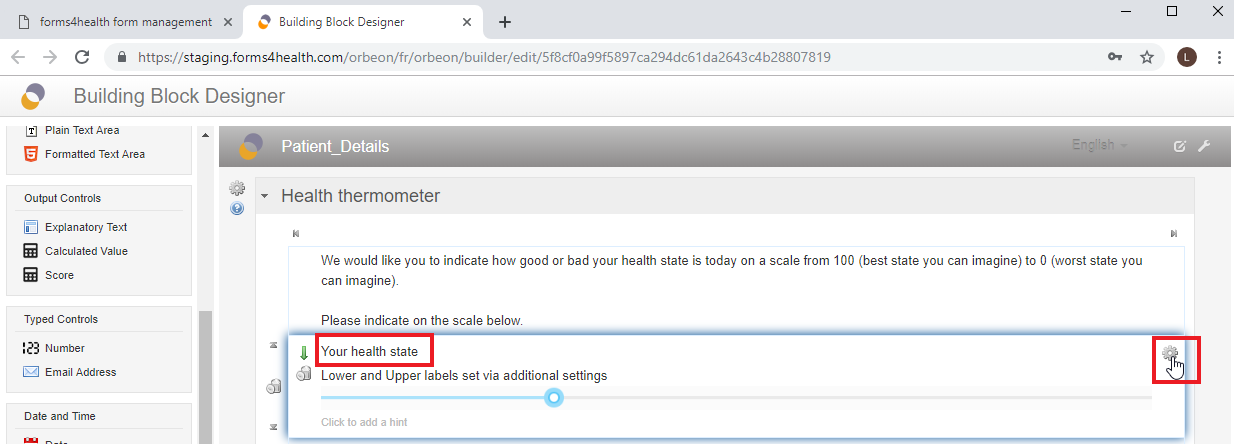 forms4health form management
Building Block Designer
https://staging.forms4health.com/orbeon/fr/orbeon/builder/edit/5f8cf0a99f5897ca294dc61da2643c4b28807819
L
Building Block Designer
Plain Text Area
Formatted Text Area
Output Controls
Explanatory Text
Calculated Value
Score
Typed Controls
Number
Email Address
Date and Time
Date
Patient_Details
English
Health thermometer
We would like you to indicate how good or bad your health state is today on a scale from 100 (best state you can imagine) to 0 (worst state you
can imagine).
Please indicate on the scale below.
Your health state
Lower and Upper labels set via additional settings
Click to add a hint